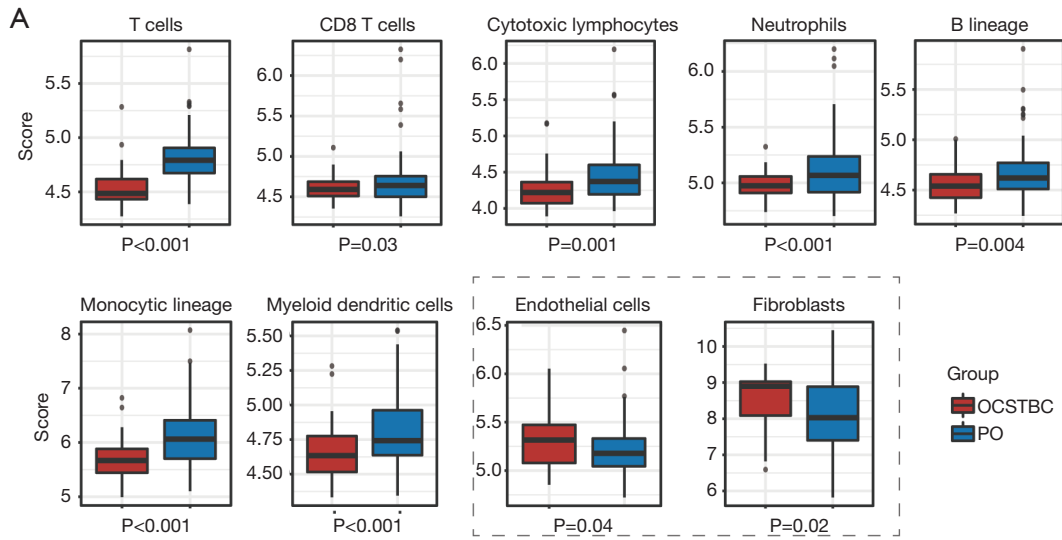 A
T cells
CD8 T cells
Cytotoxic lymphocytes
Neutrophils
B lineage
Score
5.5
5.0
4.5
6.0
5.5
5.0
4.5
6.0
5.5
5.0
4.5
4.0
6.0
5.5
5.0
5.5
5.0
4.5
P<0.001
P=0.03
P=0.001
P<0.001
P=0.004
Monocytic lineage
Myeloid dendritic cells
Endothelial cells
Fibroblasts
Score
8
7
6
5
5.50
5.25
5.00
4.75
4.50
6.5
6.0
5.5
5.0
10
9
8
7
6
Group
OCSTBC
PO
P<0.001
P<0.001
P=0.04
P=0.02